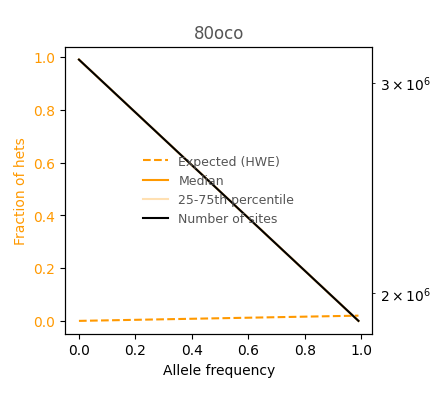 80oco
1.0
0.8
0.6
0.4
0.2
0.0
Fraction of hets
3 × 10⁶
2 × 10⁶
Expected (HWE)
Median
25-75th percentile
Number of sites
0.0 0.2 0.4 0.6 0.8 1.0
Allele frequency